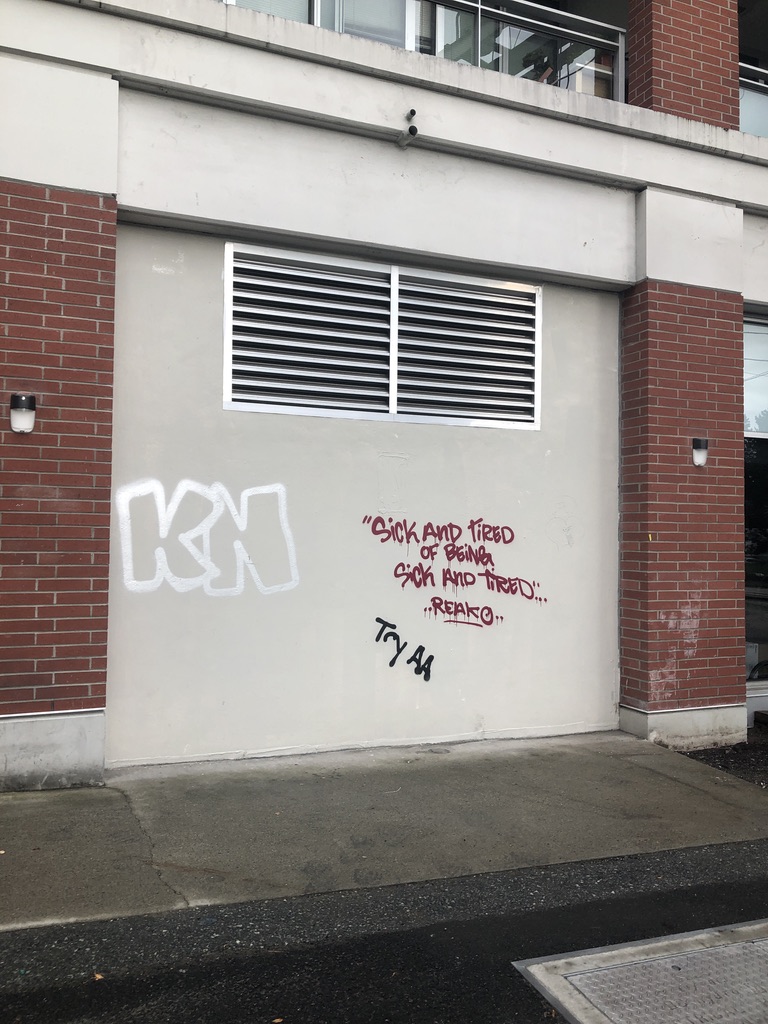 KN
"SICK AND TIRED
OF BEING
SICK AND TIRED"...
..REAKO..
TRY AA